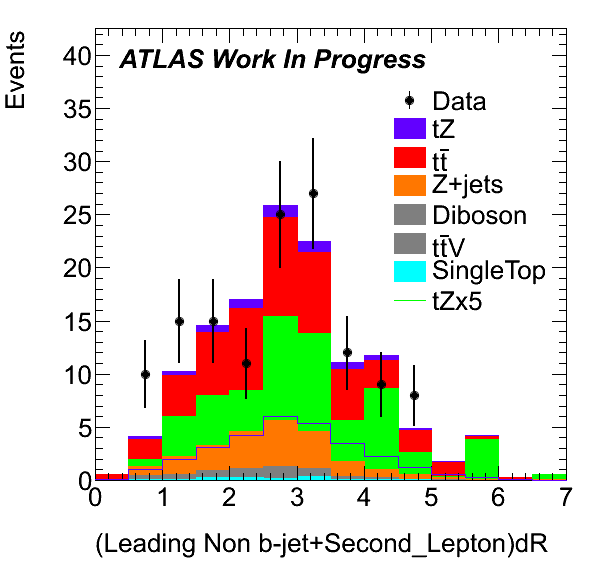 Events
ATLAS Work In Progress
40
35
30
25
20
15
10
5
0
Data
tZ
tt̄
Z+jets
Diboson
tt̄V
SingleTop
tZx5
0 1 2 3 4 5 6 7
(Leading Non b-jet+Second_Lepton)dR